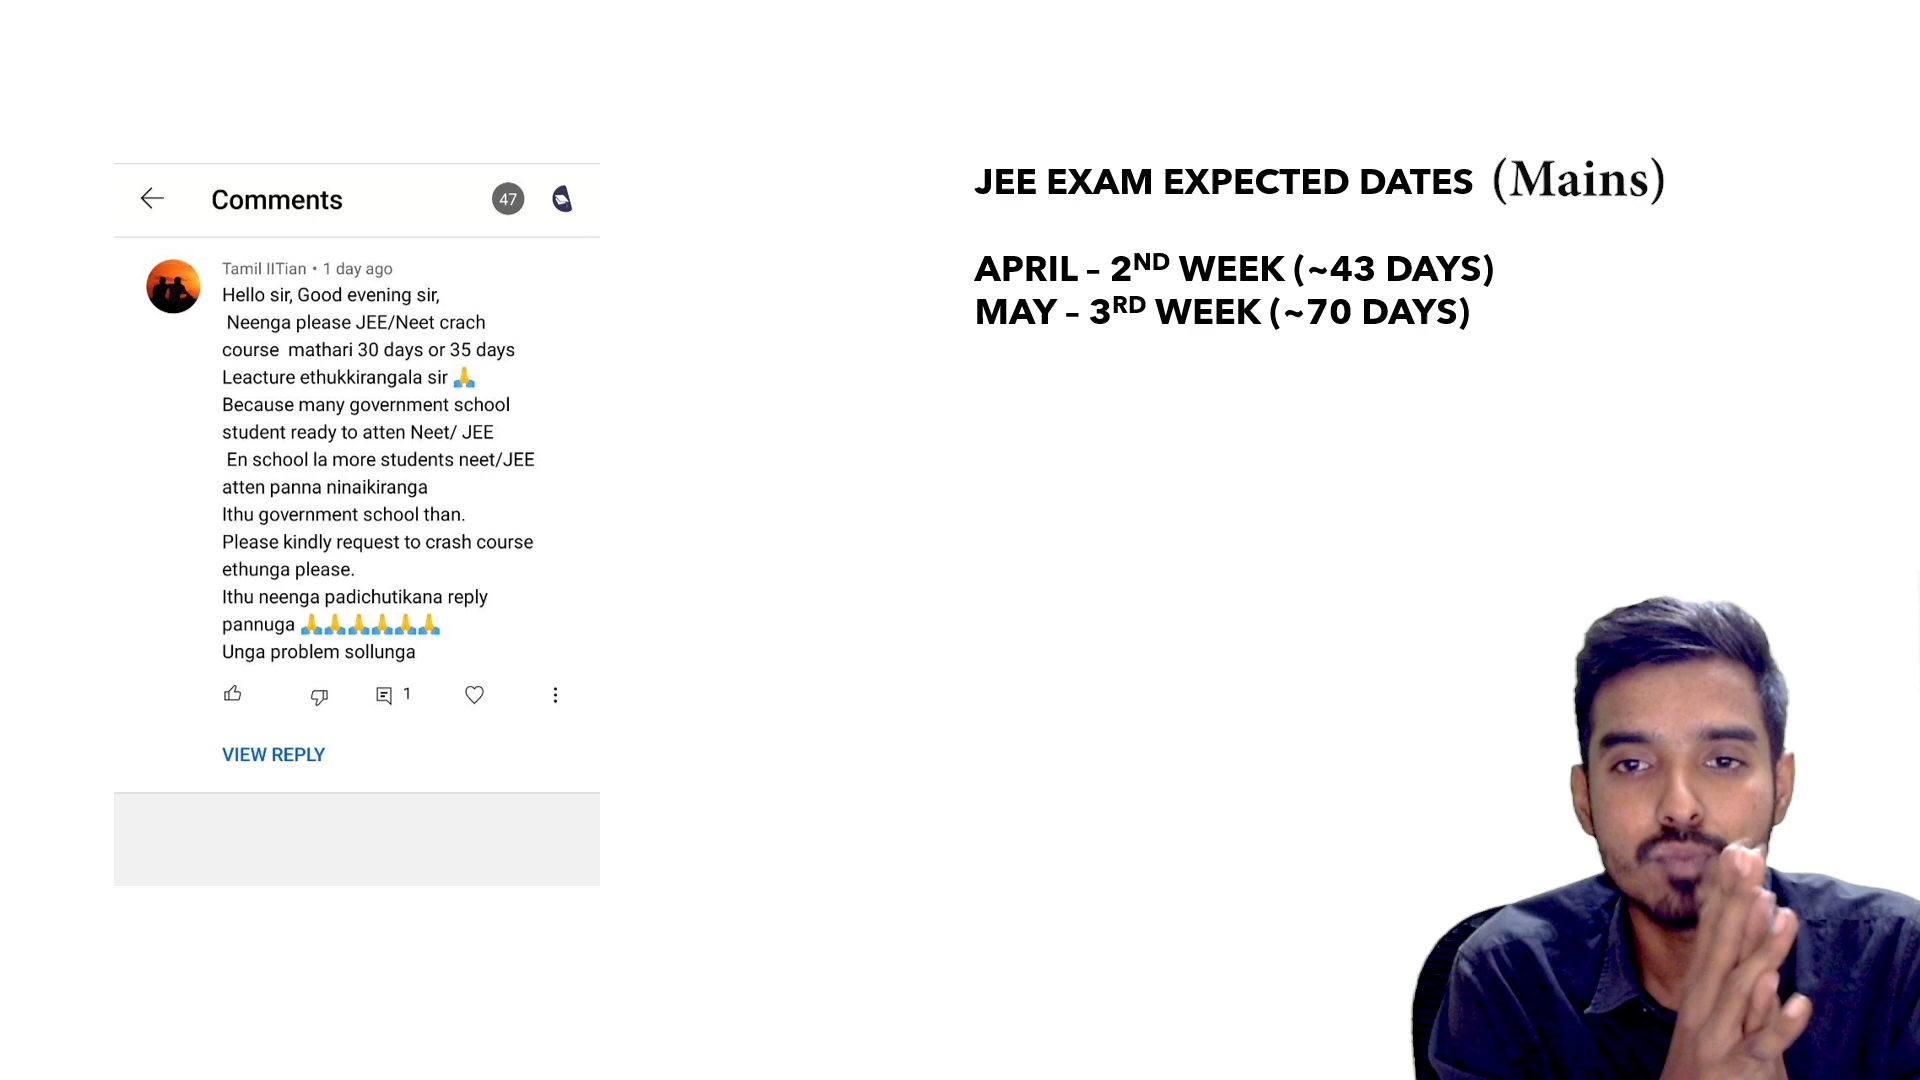 Comments
47
Tamil IITian • 1 day ago
Hello sir, Good evening sir,
Neenga please JEE/Neet crach
course mathari 30 days or 35 days
Leacture ethukkirangala sir 🙏
Because many government school
student ready to atten Neet/ JEE
En school la more students neet/JEE
atten panna ninaikiranga
Ithu government school than.
Please kindly request to crash course
ethunga please.
Ithu neenga padichutikana reply
pannuga 🙏🙏🙏🙏🙏🙏
Unga problem sollunga
1
VIEW REPLY
JEE EXAM EXPECTED DATES (Mains)
APRIL – 2ND WEEK (~43 DAYS)
MAY – 3RD WEEK (~70 DAYS)